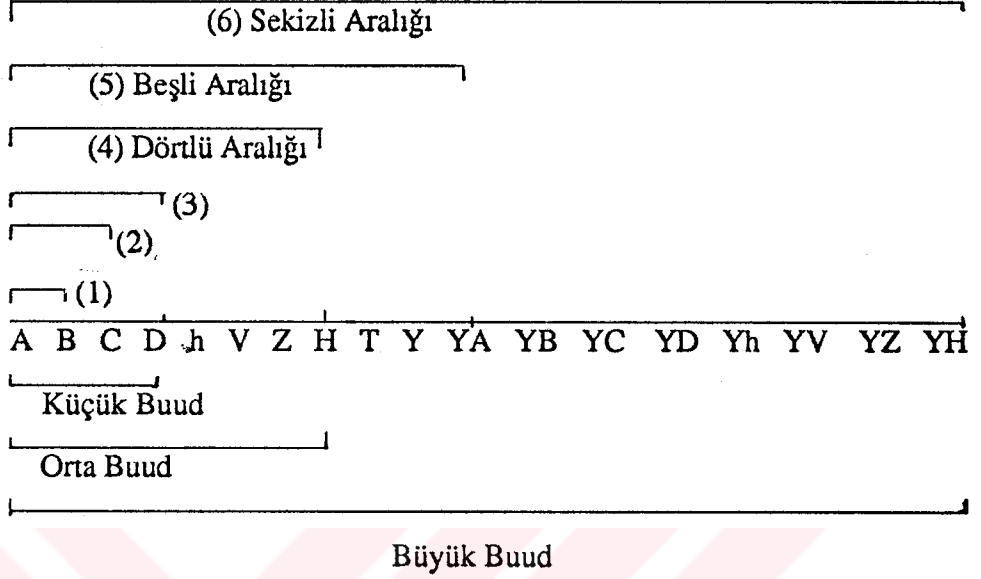 (6) Sekizli Aralığı
(5) Beşli Aralığı
(4) Dörtlü Aralığı
(3)
(2)
(1)
A B C D h V Z H T Y YA YB YC YD Yh YV YZ YH
Küçük Buud
Orta Buud
Büyük Buud